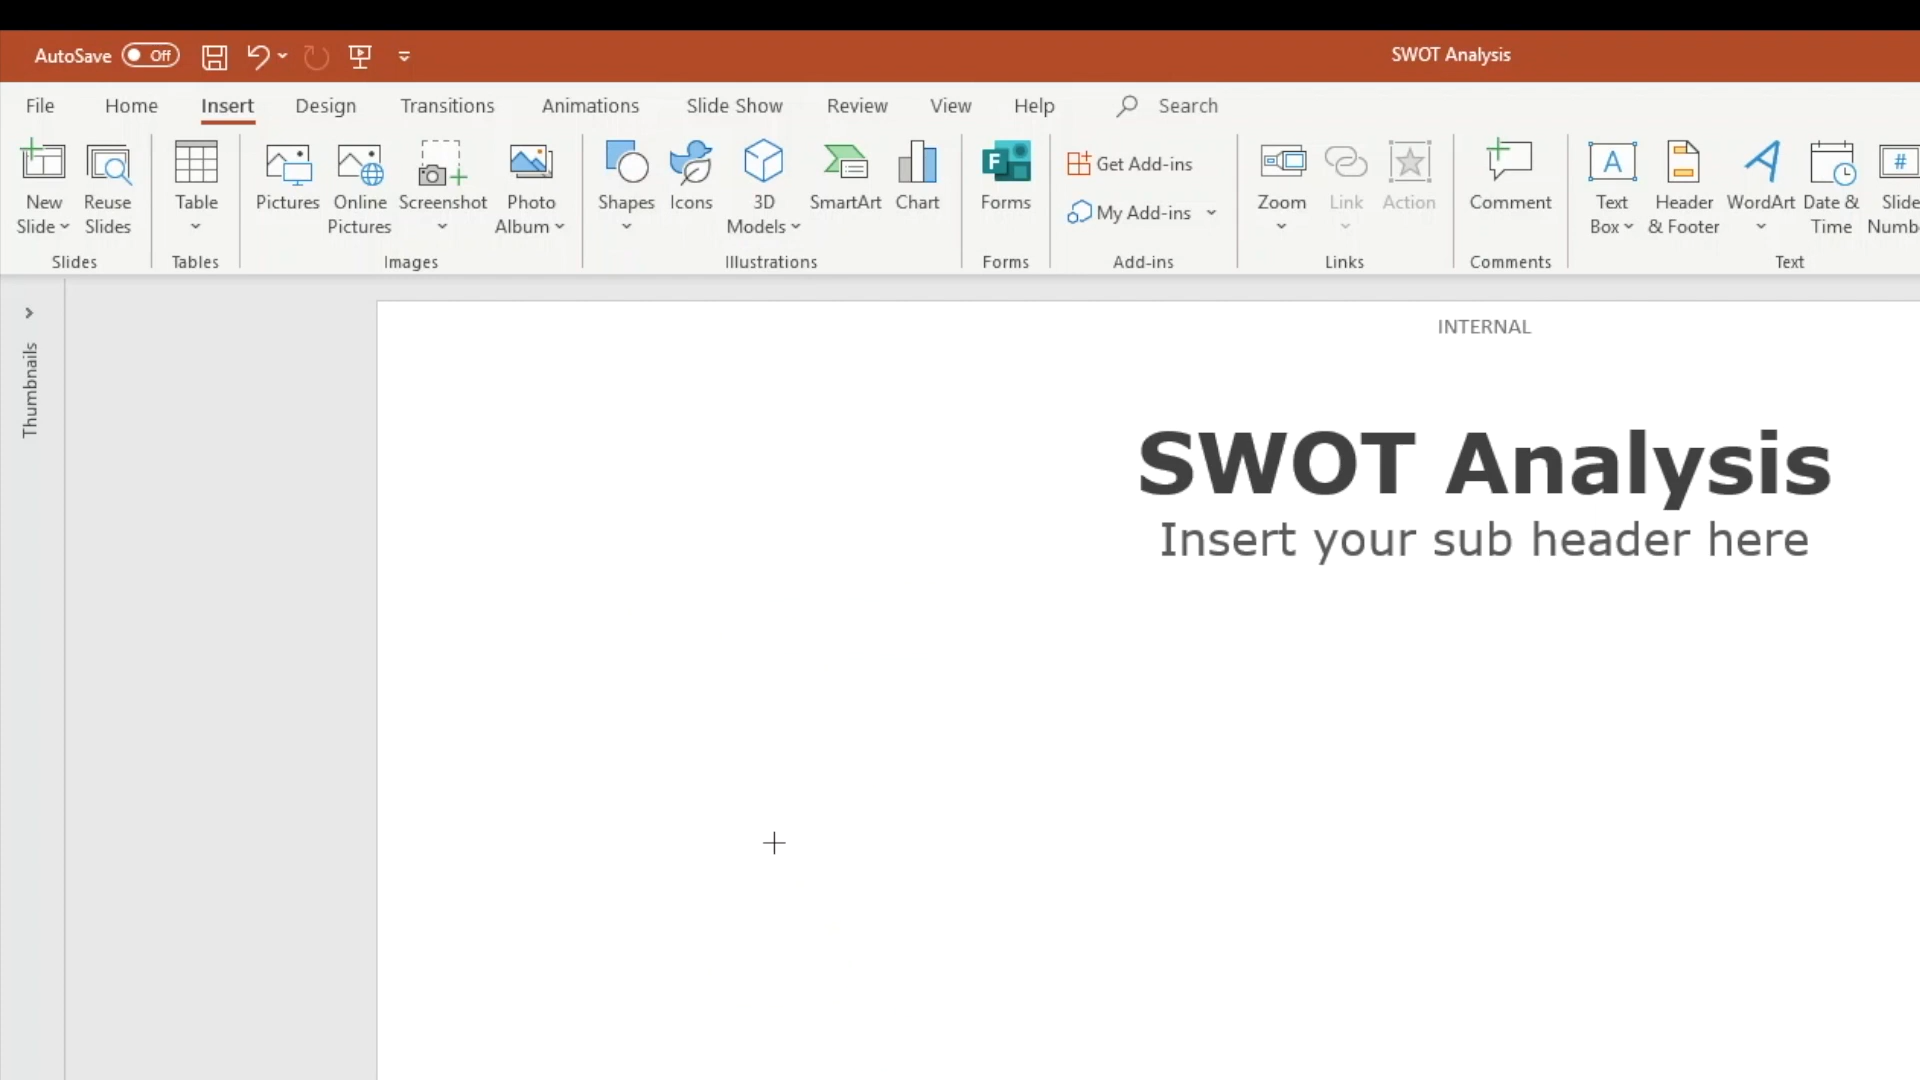 AutoSave Off
SWOT Analysis
File Home Insert Design Transitions Animations Slide Show Review View Help Search
New Slide
Reuse Slides
Slides
Table
Tables
Pictures
Online Pictures
Screenshot
Photo Album
Images
Shapes
Icons
3D Models
SmartArt
Chart
Illustrations
F
Forms
Forms
Get Add-ins
My Add-ins
Add-ins
Zoom
Link
Action
Links
Comment
Comments
A
Text Box
Header & Footer
A
WordArt
Date & Time
#
Slide Numb
Text
Thumbnails
INTERNAL
SWOT Analysis
Insert your sub header here